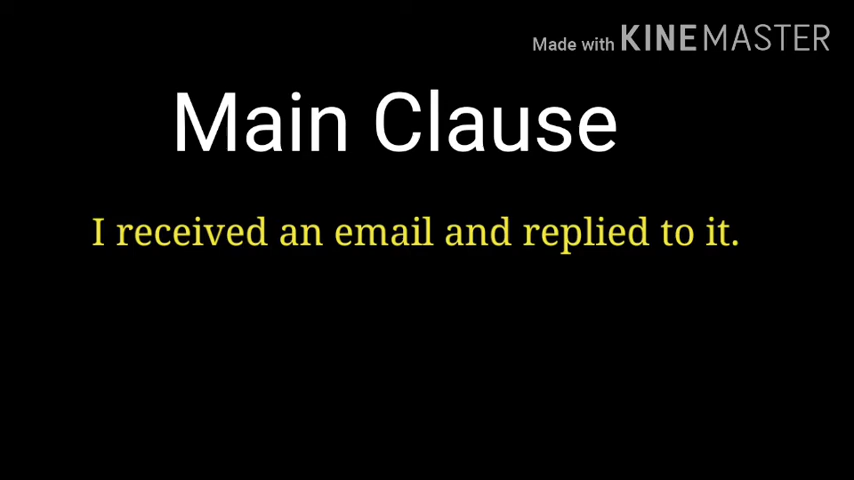 Made with KINEMASTER
Main Clause
I received an email and replied to it.